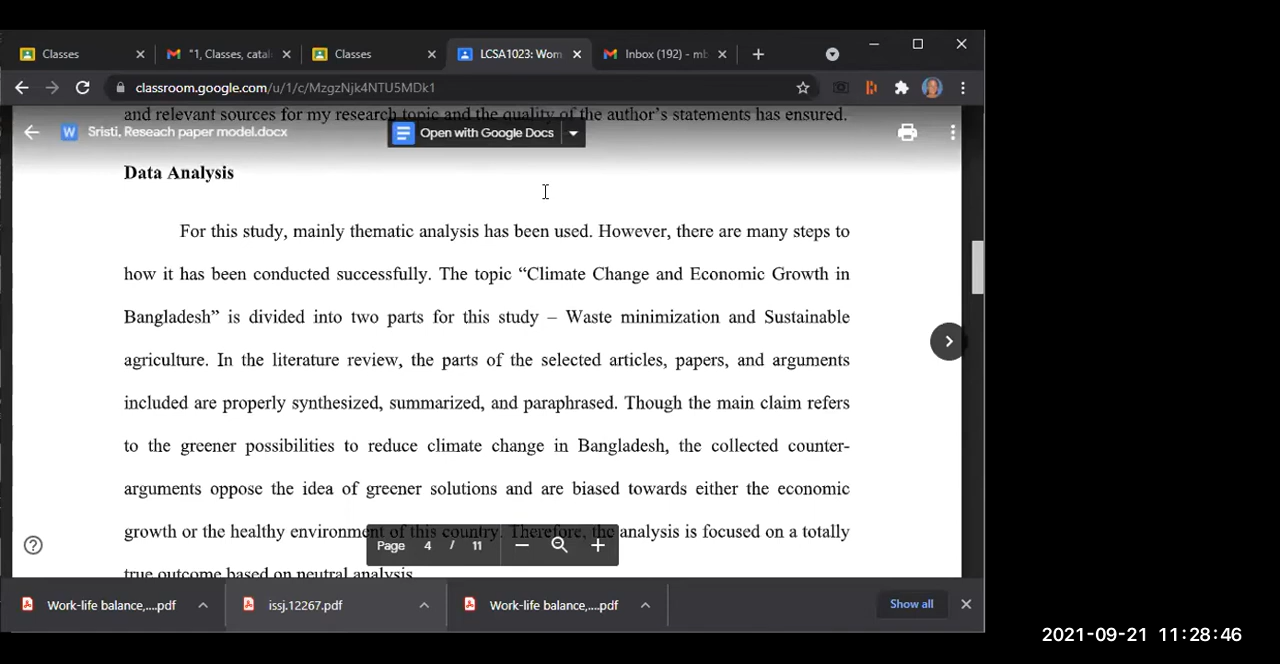 Classes
"1, Classes, catal
Classes
LCSA1023: Wom
Inbox (192) - mb
classroom.google.com/u/1/c/MzgzNjk4NTU5MDk1
and relevant sources for my research topic and the quality of the author's statements has ensured.
Sristi, Reseach paper model.docx
Open with Google Docs
Data Analysis
For this study, mainly thematic analysis has been used. However, there are many steps to
how it has been conducted successfully. The topic “Climate Change and Economic Growth in
Bangladesh” is divided into two parts for this study – Waste minimization and Sustainable
agriculture. In the literature review, the parts of the selected articles, papers, and arguments
included are properly synthesized, summarized, and paraphrased. Though the main claim refers
to the greener possibilities to reduce climate change in Bangladesh, the collected counter-
arguments oppose the idea of greener solutions and are biased towards either the economic
growth or the healthy environment of this country. Therefore, the analysis is focused on a totally
Page 4 / 11
true outcome based on neutral analysis.
Work-life balance,....pdf
issj.12267.pdf
Work-life balance,....pdf
Show all
2021-09-21 11:28:46